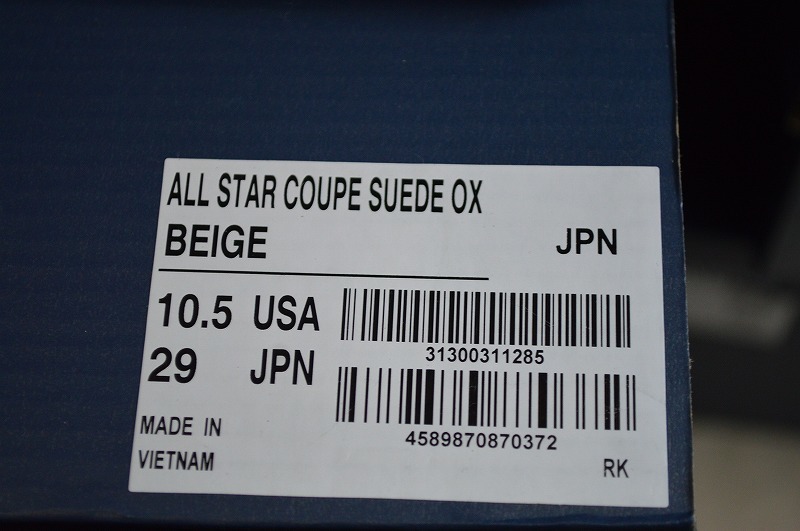 ALL STAR COUPE SUEDE OX
BEIGE JPN
10.5 USA
31300311285
29 JPN
4589870870372
MADE IN
VIETNAM
RK